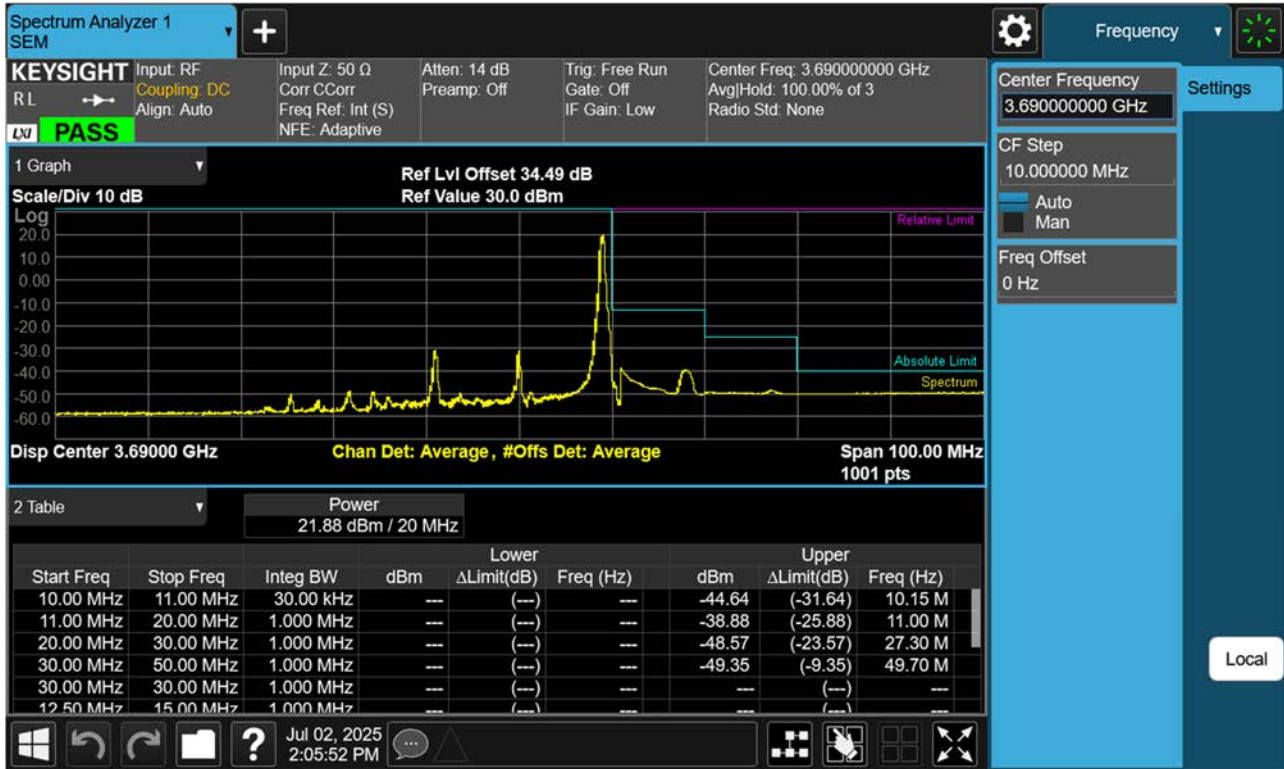 Spectrum Analyzer 1
SEM
Frequency
KEYSIGHT
RL
LXI PASS
Input: RF
Coupling: DC
Align: Auto
Input Z: 50 Ω
Corr CCorr
Freq Ref: Int (S)
NFE: Adaptive
Atten: 14 dB
Preamp: Off
Trig: Free Run
Gate: Off
IF Gain: Low
Center Freq: 3.690000000 GHz
Avg|Hold: 100.00% of 3
Radio Std: None
Center Frequency
3.690000000 GHz
Settings
CF Step
10.000000 MHz
Auto
Man
Freq Offset
0 Hz
Local
1 Graph
Scale/Div 10 dB
Ref Lvl Offset 34.49 dB
Ref Value 30.0 dBm
Log
20.0
10.0
0.00
-10.0
-20.0
-30.0
-40.0
-50.0
-60.0
Relative Limit
Absolute Limit
Spectrum
Disp Center 3.69000 GHz
Chan Det: Average, #Offs Det: Average
Span 100.00 MHz
1001 pts
2 Table
Power
21.88 dBm / 20 MHz
Lower Upper
Start Freq Stop Freq Integ BW dBm ΔLimit(dB) Freq (Hz) dBm ΔLimit(dB) Freq (Hz)
10.00 MHz 11.00 MHz 30.00 kHz --- (---) --- -44.64 (-31.64) 10.15 M
11.00 MHz 20.00 MHz 1.000 MHz --- (---) --- -38.88 (-25.88) 11.00 M
20.00 MHz 30.00 MHz 1.000 MHz --- (---) --- -48.57 (-23.57) 27.30 M
30.00 MHz 50.00 MHz 1.000 MHz --- (---) --- -49.35 (-9.35) 49.70 M
30.00 MHz 30.00 MHz 1.000 MHz --- (---) --- --- (---) ---
12.50 MHz 15.00 MHz 1.000 MHz --- (---) --- --- (---) ---
Jul 02, 2025
2:05:52 PM